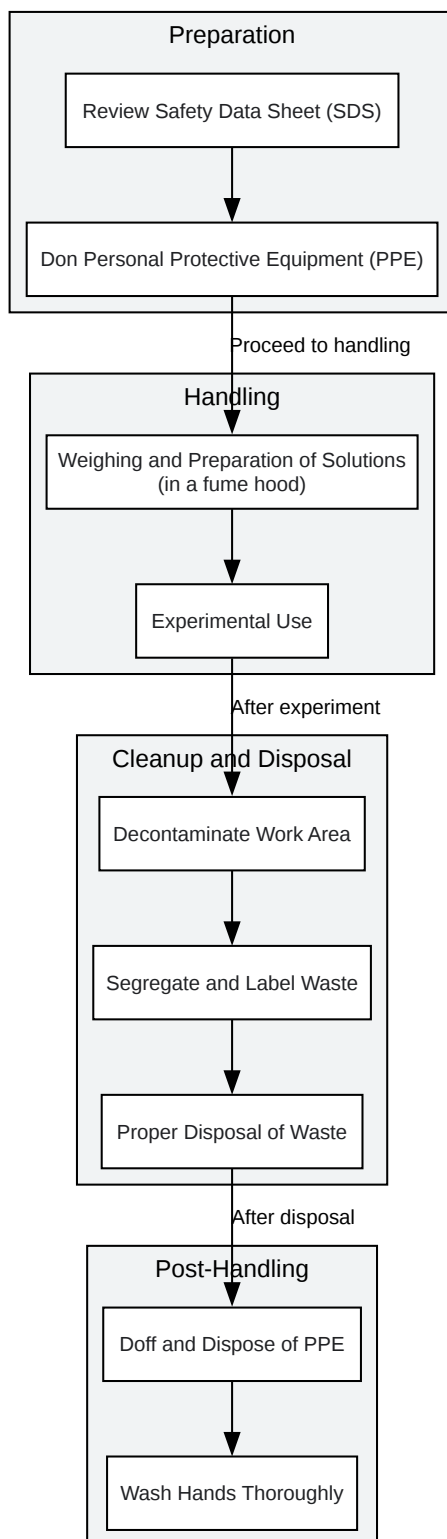 Preparation
Review Safety Data Sheet (SDS)
Don Personal Protective Equipment (PPE)
Proceed to handling
Handling
Weighing and Preparation of Solutions
(in a fume hood)
Experimental Use
After experiment
Cleanup and Disposal
Decontaminate Work Area
Segregate and Label Waste
Proper Disposal of Waste
After disposal
Post-Handling
Doff and Dispose of PPE
Wash Hands Thoroughly